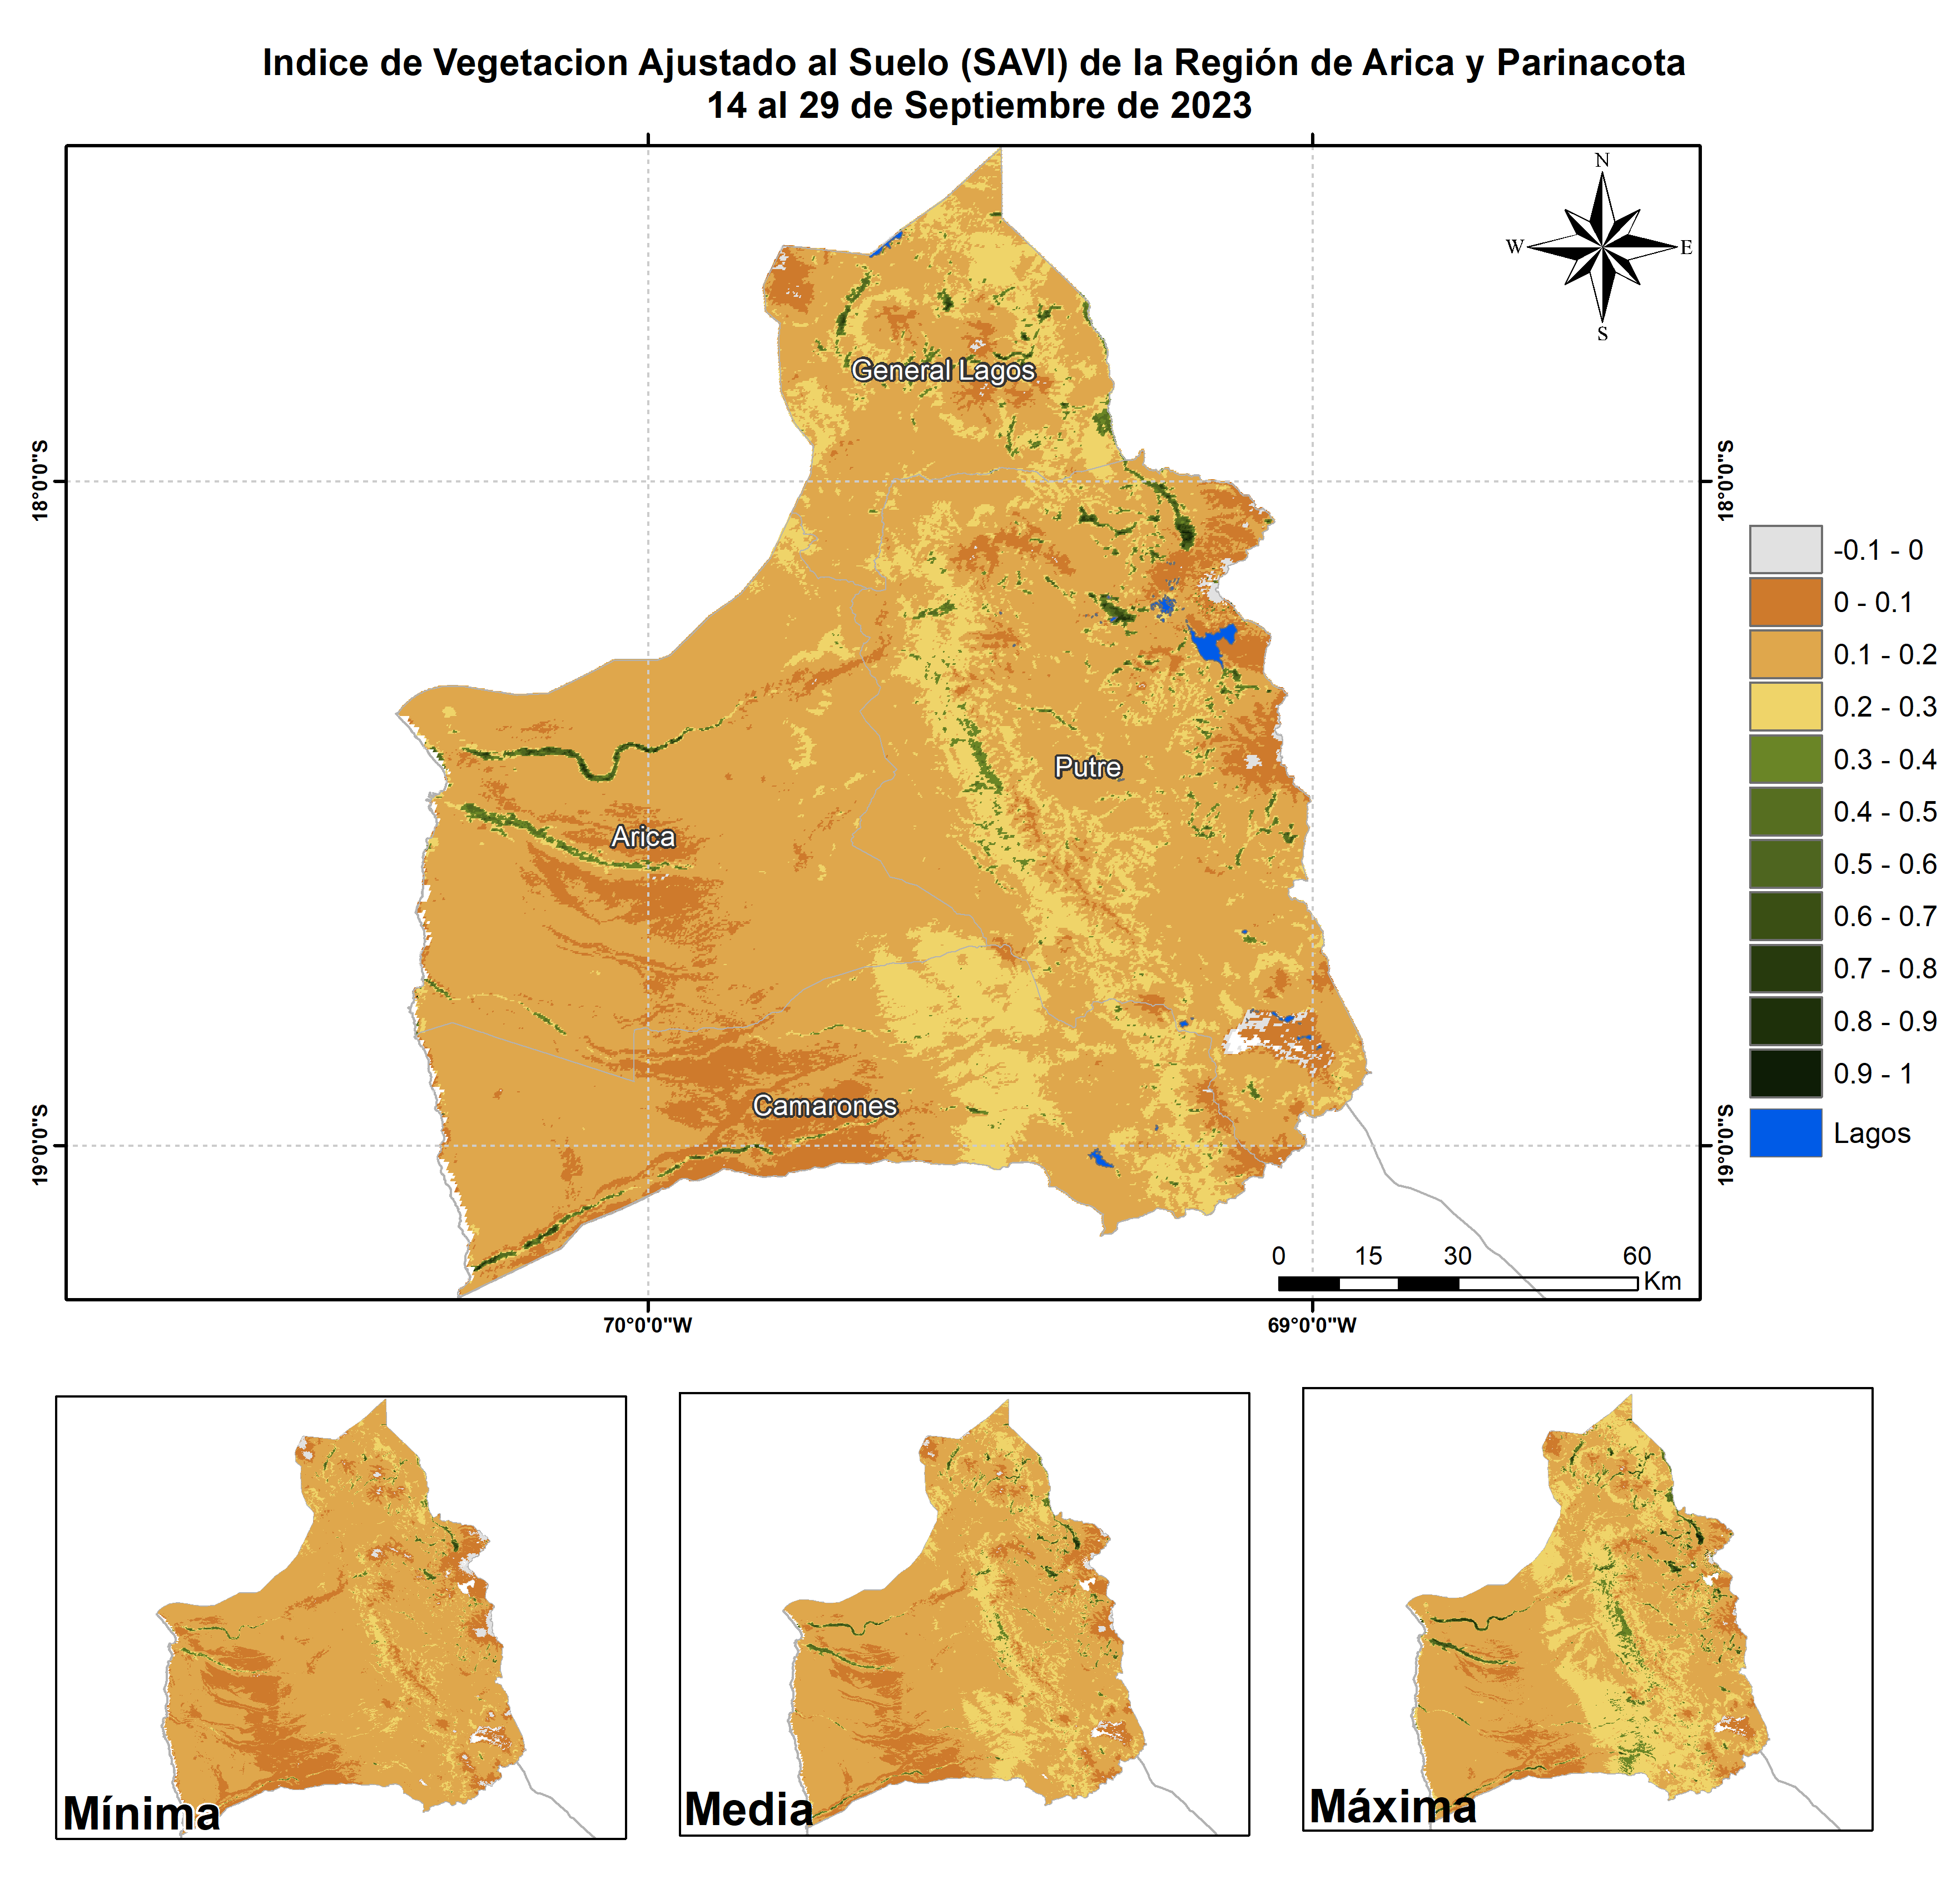 Indice de Vegetacion Ajustado al Suelo (SAVI) de la Región de Arica y Parinacota
14 al 29 de Septiembre de 2023
N
W
E
S
General Lagos
18°0'0"S
18°0'0"S
-0.1 - 0
0 - 0.1
0.1 - 0.2
0.2 - 0.3
0.3 - 0.4
0.4 - 0.5
0.5 - 0.6
0.6 - 0.7
0.7 - 0.8
0.8 - 0.9
0.9 - 1
Lagos
Putre
Arica
Camarones
19°0'0"S
19°0'0"S
0 15 30 60
Km
70°0'0"W
69°0'0"W
Mínima
Media
Máxima